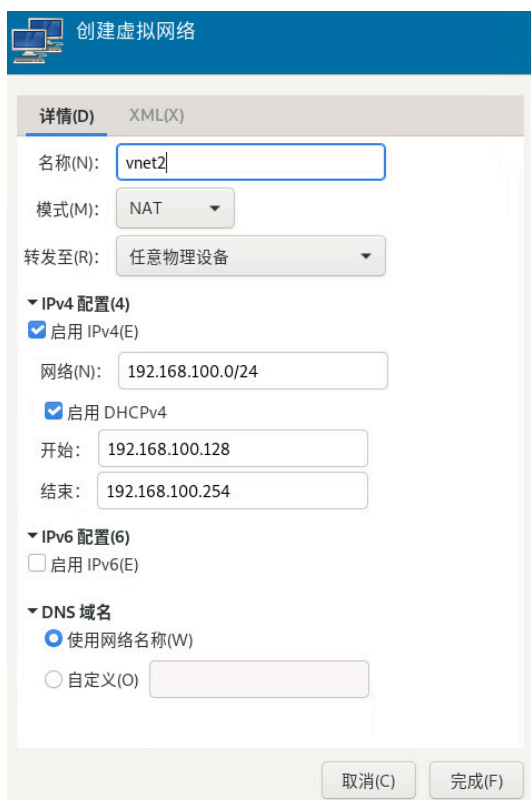 创建虚拟网络
详情(D) XML(X)
名称(N): vnet2
模式(M): NAT
转发至(R): 任意物理设备
IPv4 配置(4)
启用 IPv4(E)
网络(N): 192.168.100.0/24
启用 DHCPv4
开始: 192.168.100.128
结束: 192.168.100.254
IPv6 配置(6)
启用 IPv6(E)
DNS 域名
使用网络名称(W)
自定义(O)
取消(C) 完成(F)